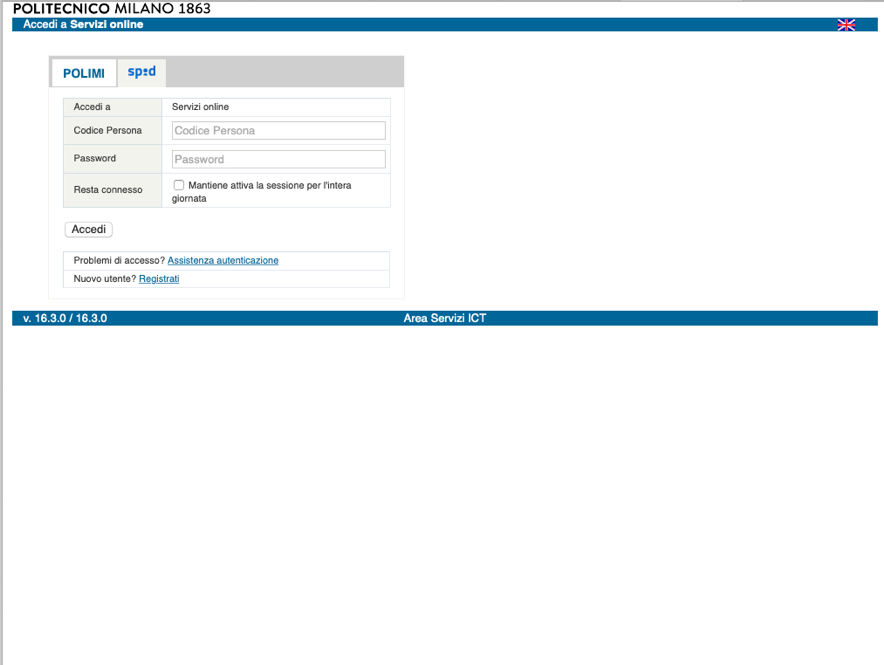 POLITECNICO MILANO 1863
Accedi a Servizi online
POLIMI
spid
Accedi a Servizi online
Codice Persona Codice Persona
Password Password
Resta connesso Mantiene attiva la sessione per l'intera
giornata
Accedi
Problemi di accesso? Assistenza autenticazione
Nuovo utente? Registrati
v. 16.3.0 / 16.3.0 Area Servizi ICT